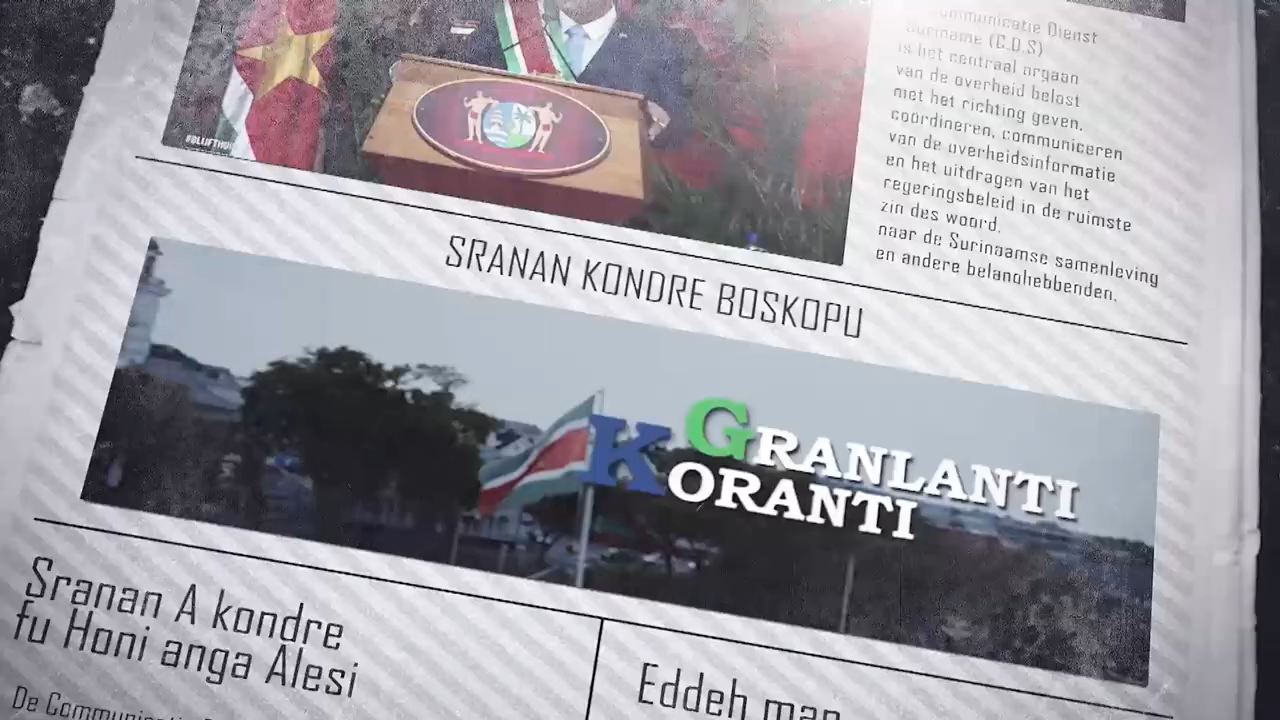 Communicatie Dienst
Suriname (C.D.S)
is het centraal orgaan
van de overheid belast
met het richting geven,
coördineren, communiceren
van de overheidsinformatie
en het uitdragen van het
regeringsbeleid in de ruimste
zin des woord.
naar de Surinaamse samenleving
en andere belanghebbenden.
SRANAN KONDRE BOSKOPU
GRANLANTI
KORANTI
Sranan A kondre
fu Honi anga Alesi
Eddeh man
De